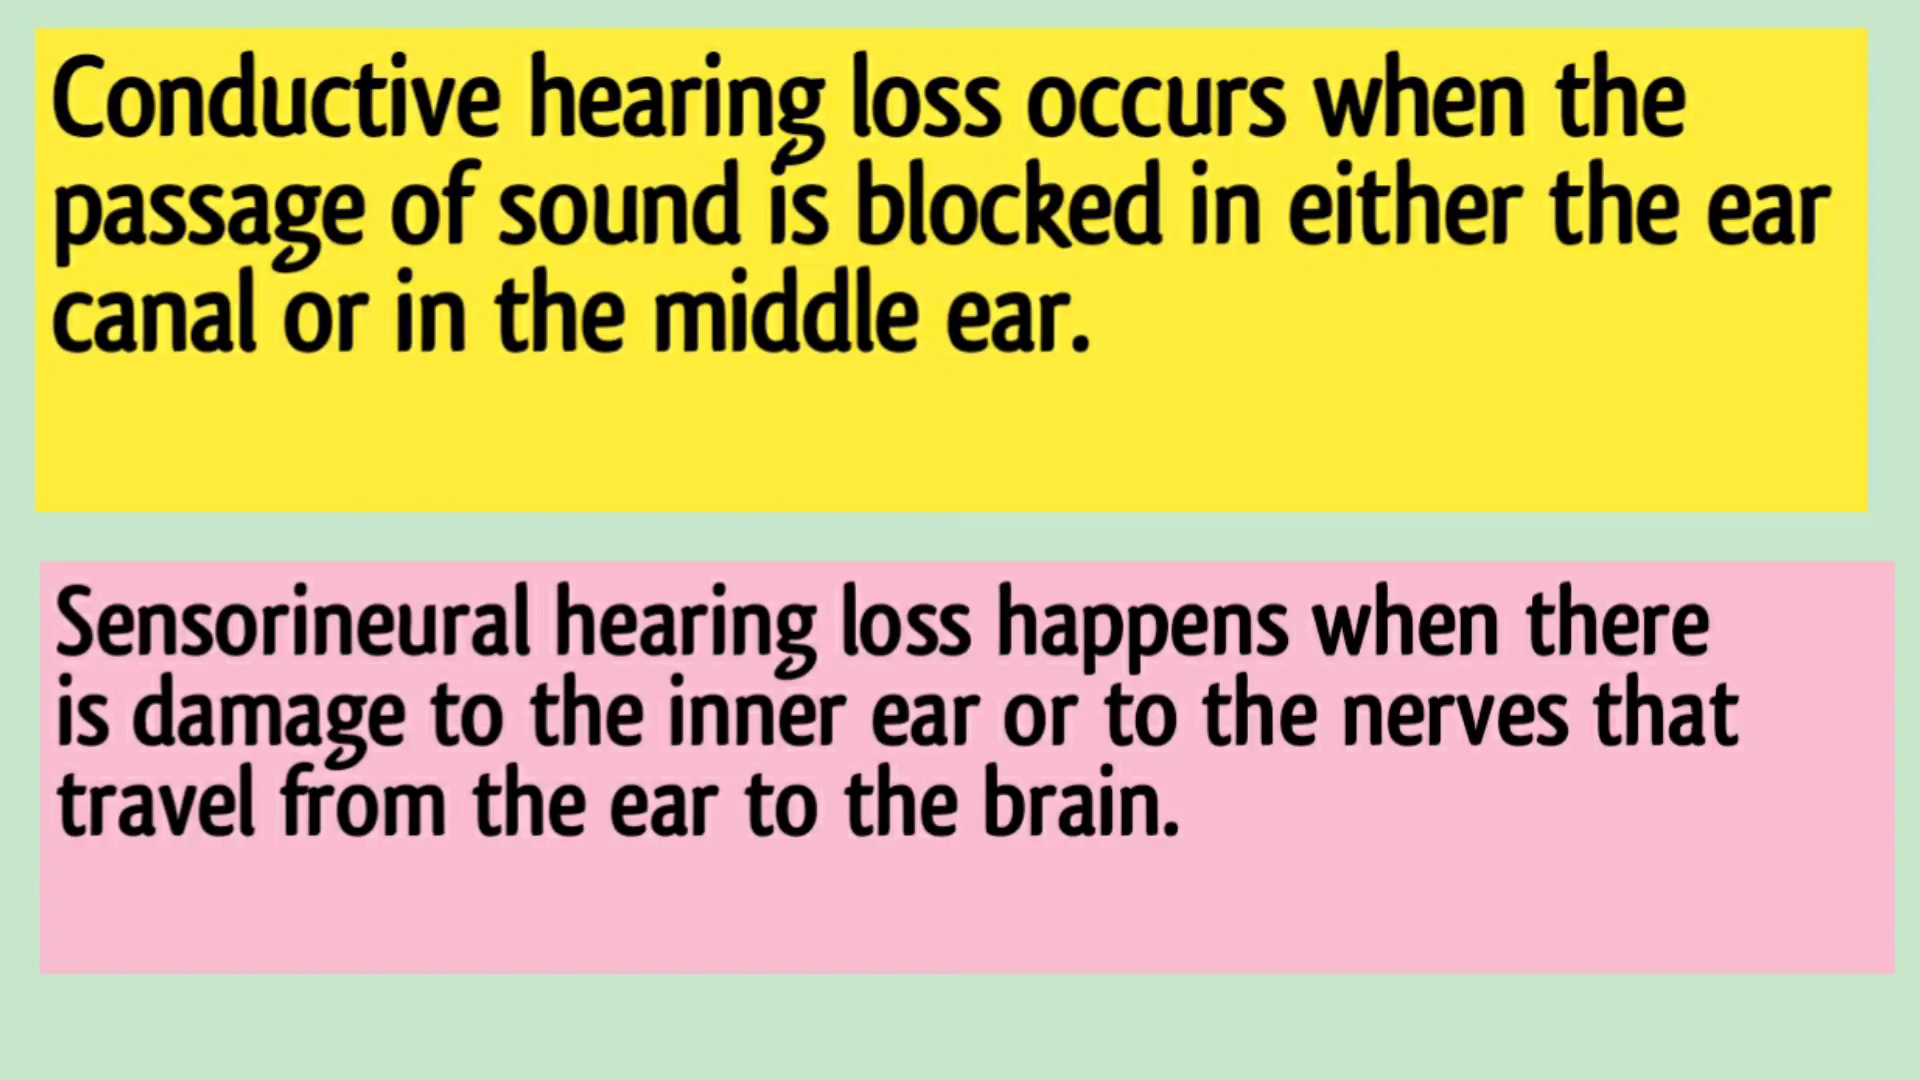 Conductive hearing loss occurs when the
passage of sound is blocked in either the ear
canal or in the middle ear.
Sensorineural hearing loss happens when there
is damage to the inner ear or to the nerves that
travel from the ear to the brain.